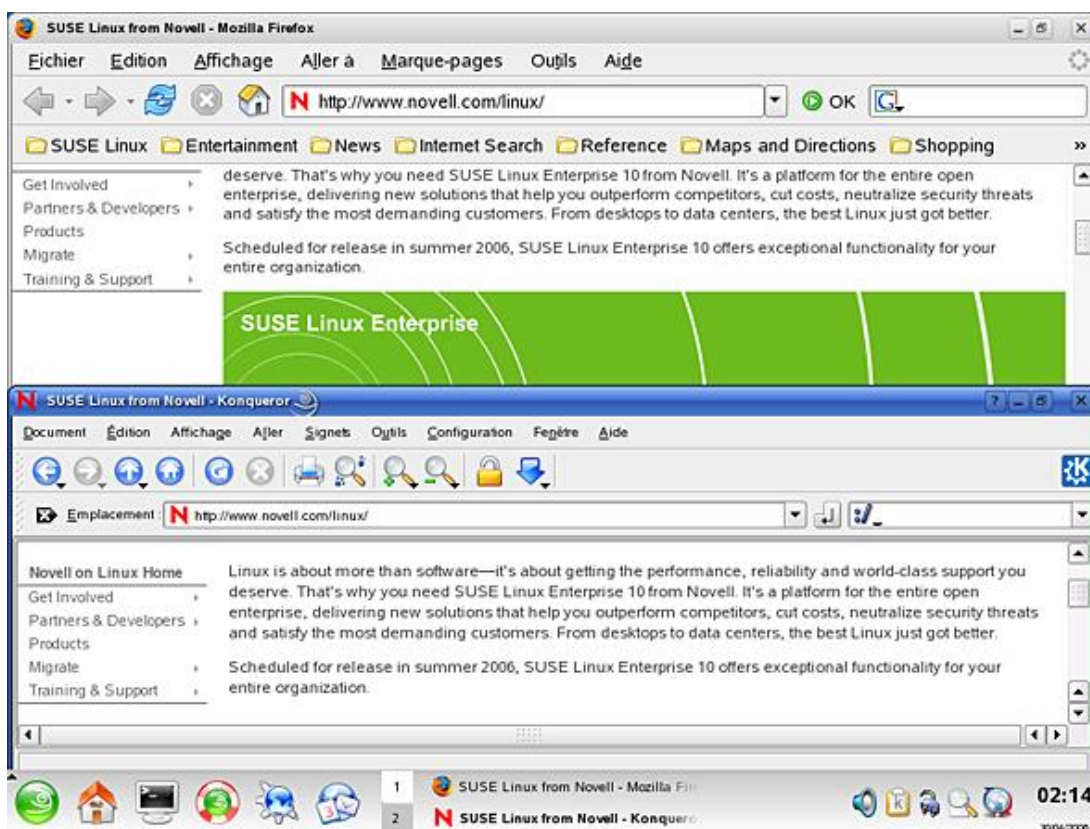 SUSE Linux from Novell - Mozilla Firefox
Fichier Edition Affichage Aller à Marque-pages Outils Aide
http://www.novell.com/linux/ OK
SUSE Linux Entertainment News Internet Search Reference Maps and Directions Shopping »
Get Involved
Partners & Developers
Products
Migrate
Training & Support
deserve. That's why you need SUSE Linux Enterprise 10 from Novell. It's a platform for the entire open
enterprise, delivering new solutions that help you outperform competitors, cut costs, neutralize security threats
and satisfy the most demanding customers. From desktops to data centers, the best Linux just got better.
Scheduled for release in summer 2006, SUSE Linux Enterprise 10 offers exceptional functionality for your
entire organization.
SUSE Linux Enterprise
SUSE Linux from Novell - Konqueror
Document Édition Affichage Aller Signets Outils Configuration Fenêtre Aide
Emplacement : http://www.novell.com/linux/
Novell on Linux Home
Get Involved
Partners & Developers
Products
Migrate
Training & Support
Linux is about more than software—it's about getting the performance, reliability and world-class support you
deserve. That's why you need SUSE Linux Enterprise 10 from Novell. It's a platform for the entire open
enterprise, delivering new solutions that help you outperform competitors, cut costs, neutralize security threats
and satisfy the most demanding customers. From desktops to data centers, the best Linux just got better.
Scheduled for release in summer 2006, SUSE Linux Enterprise 10 offers exceptional functionality for your
entire organization.
1
2
SUSE Linux from Novell - Mozilla Fir
SUSE Linux from Novell - Konquero
02:14